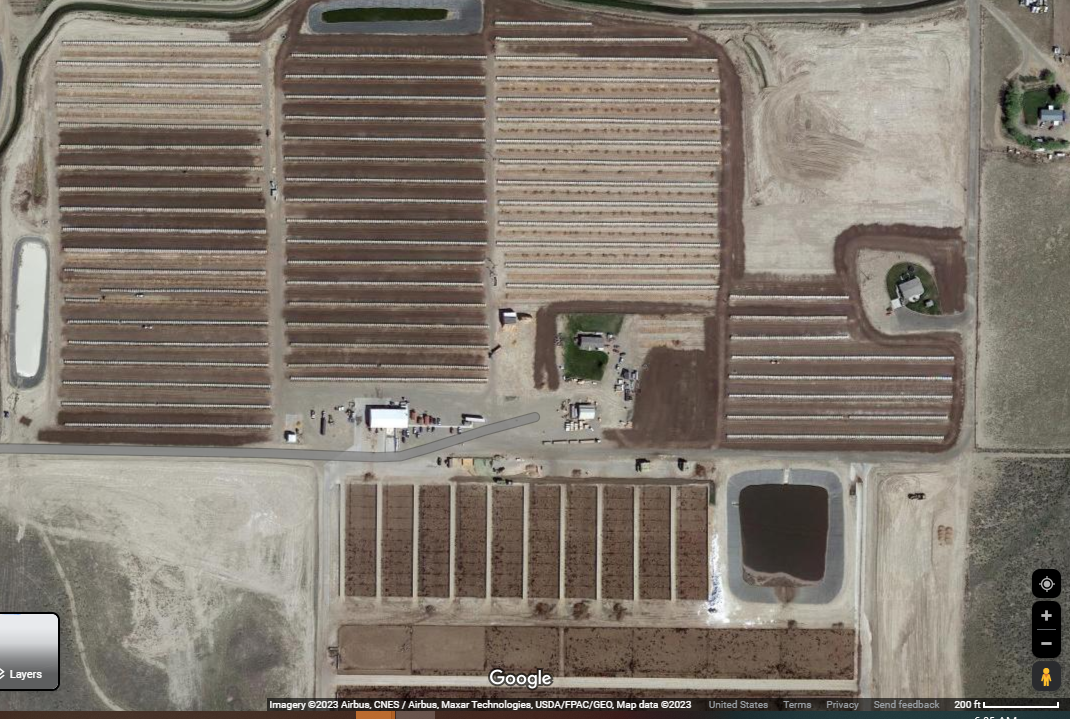 Layers
Google
Imagery ©2023 Airbus, CNES / Airbus, Maxar Technologies, USDA/FPAC/GEO, Map data ©2023 United States Terms Privacy Send feedback 200 ft